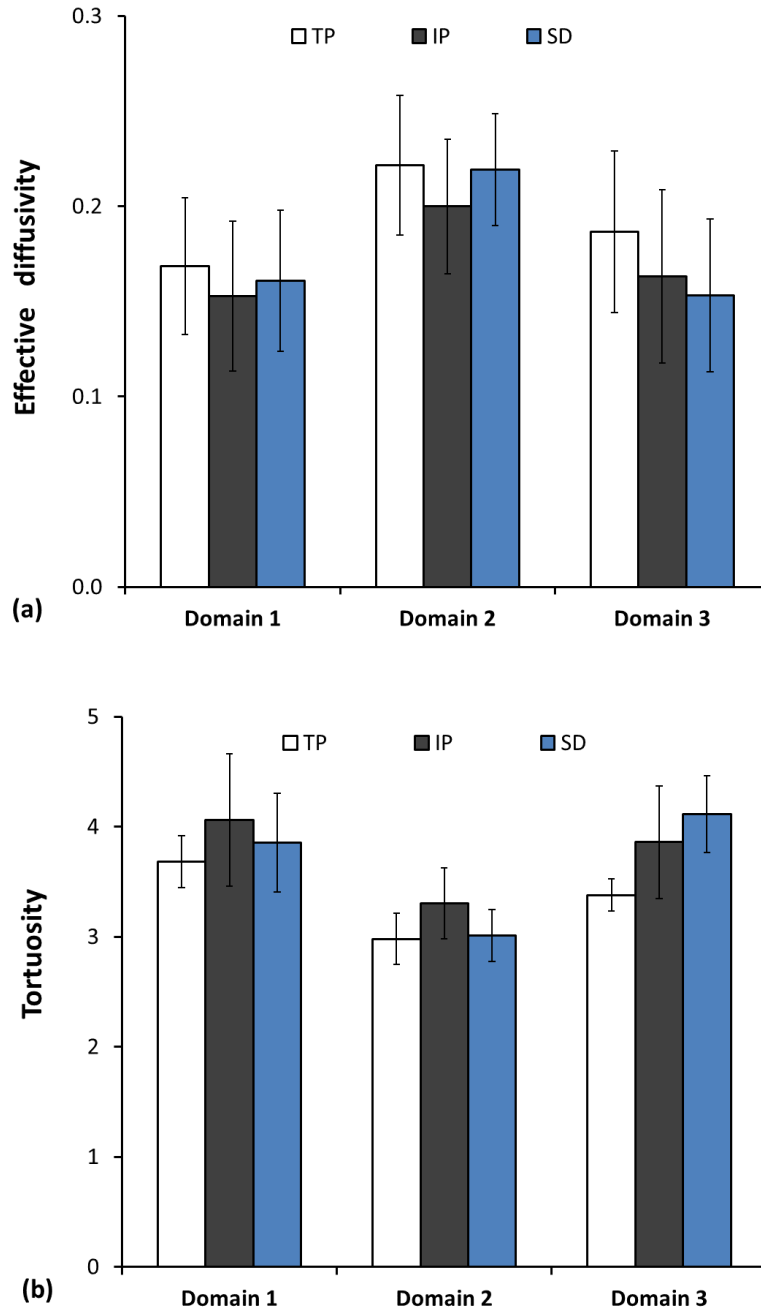 0.3
TP IP SD
0.2
Effective diffusivity
0.1
0.0
(a)
Domain 1 Domain 2 Domain 3
5
TP IP SD
4
3
Tortuosity
2
1
0
(b)
Domain 1 Domain 2 Domain 3